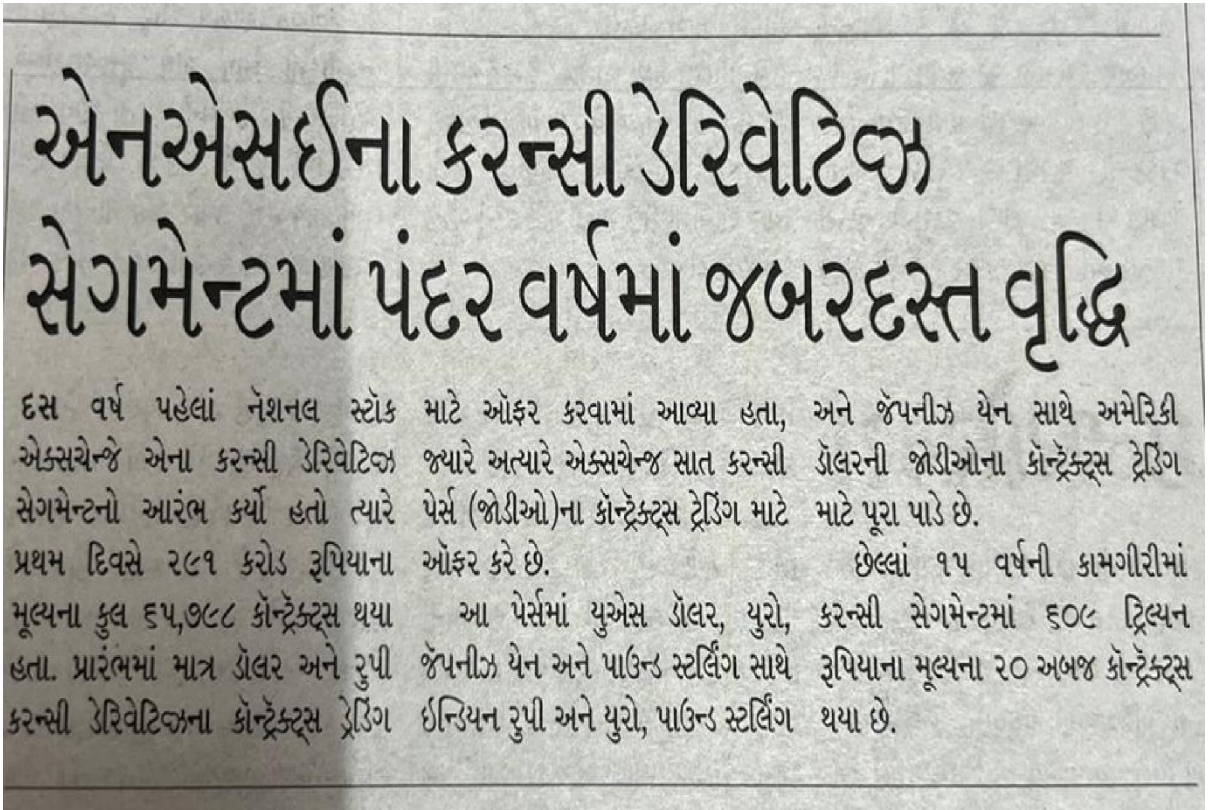 એનએસઈના કરન્સી ડેરિવેટિવ્ઝ
સેગમેન્ટમાં પંદર વર્ષમાં જબરદસ્ત વૃદ્ધિ
દસ વર્ષ પહેલાં નૅશનલ સ્ટૉક
એક્સચેન્જે એના કરન્સી ડેરિવેટિવ્ઝ
સેગમેન્ટનો આરંભ કર્યો હતો ત્યારે
પ્રથમ દિવસે ૨૯૧ કરોડ રૂપિયાના
મૂલ્યના કુલ ૬૫,૭૯૮ કૉન્ટ્રૅક્ટ્સ થયા
હતા. પ્રારંભમાં માત્ર ડૉલર અને રુપી
કરન્સી ડેરિવેટિવ્ઝના કૉન્ટ્રૅક્ટ્સ ડ્રેડિંગ
માટે ઑફર કરવામાં આવ્યા હતા,
જ્યારે અત્યારે એક્સચેન્જ સાત કરન્સી
પેર્સ (જોડીઓ)ના કૉન્ટ્રૅક્ટ્સ ટ્રેડિંગ માટે
ઑફર કરે છે.
આ પેર્સમાં યુએસ ડૉલર, યુરો,
જૅપનીઝ યેન અને પાઉન્ડ સ્ટર્લિંગ સાથે
ઇન્ડિયન રુપી અને યુરો, પાઉન્ડ સ્ટર્લિંગ
અને જૅપનીઝ યેન સાથે અમેરિકી
ડૉલરની જોડીઓના કૉન્ટ્રૅક્ટ્સ ટ્રેડિંગ
માટે પૂરા પાડે છે.
છેલ્લાં ૧૫ વર્ષની કામગીરીમાં
કરન્સી સેગમેન્ટમાં ૬૦૯ ટ્રિલ્યન
રૂપિયાના મૂલ્યના ૨૦ અબજ કૉન્ટ્રૅક્ટ્સ
થયા છે.